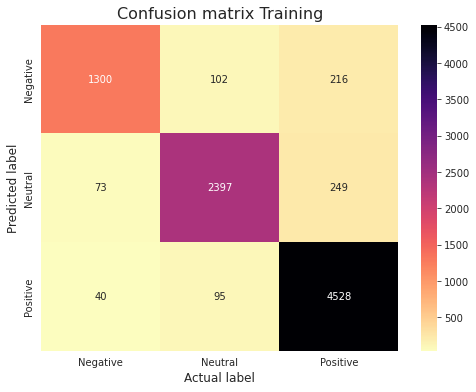 Confusion matrix Training
Predicted label
Negative
1300
102
216
Neutral
73
2397
249
Positive
40
95
4528
Negative
Neutral
Positive
Actual label
4500
4000
3500
3000
2500
2000
1500
1000
500